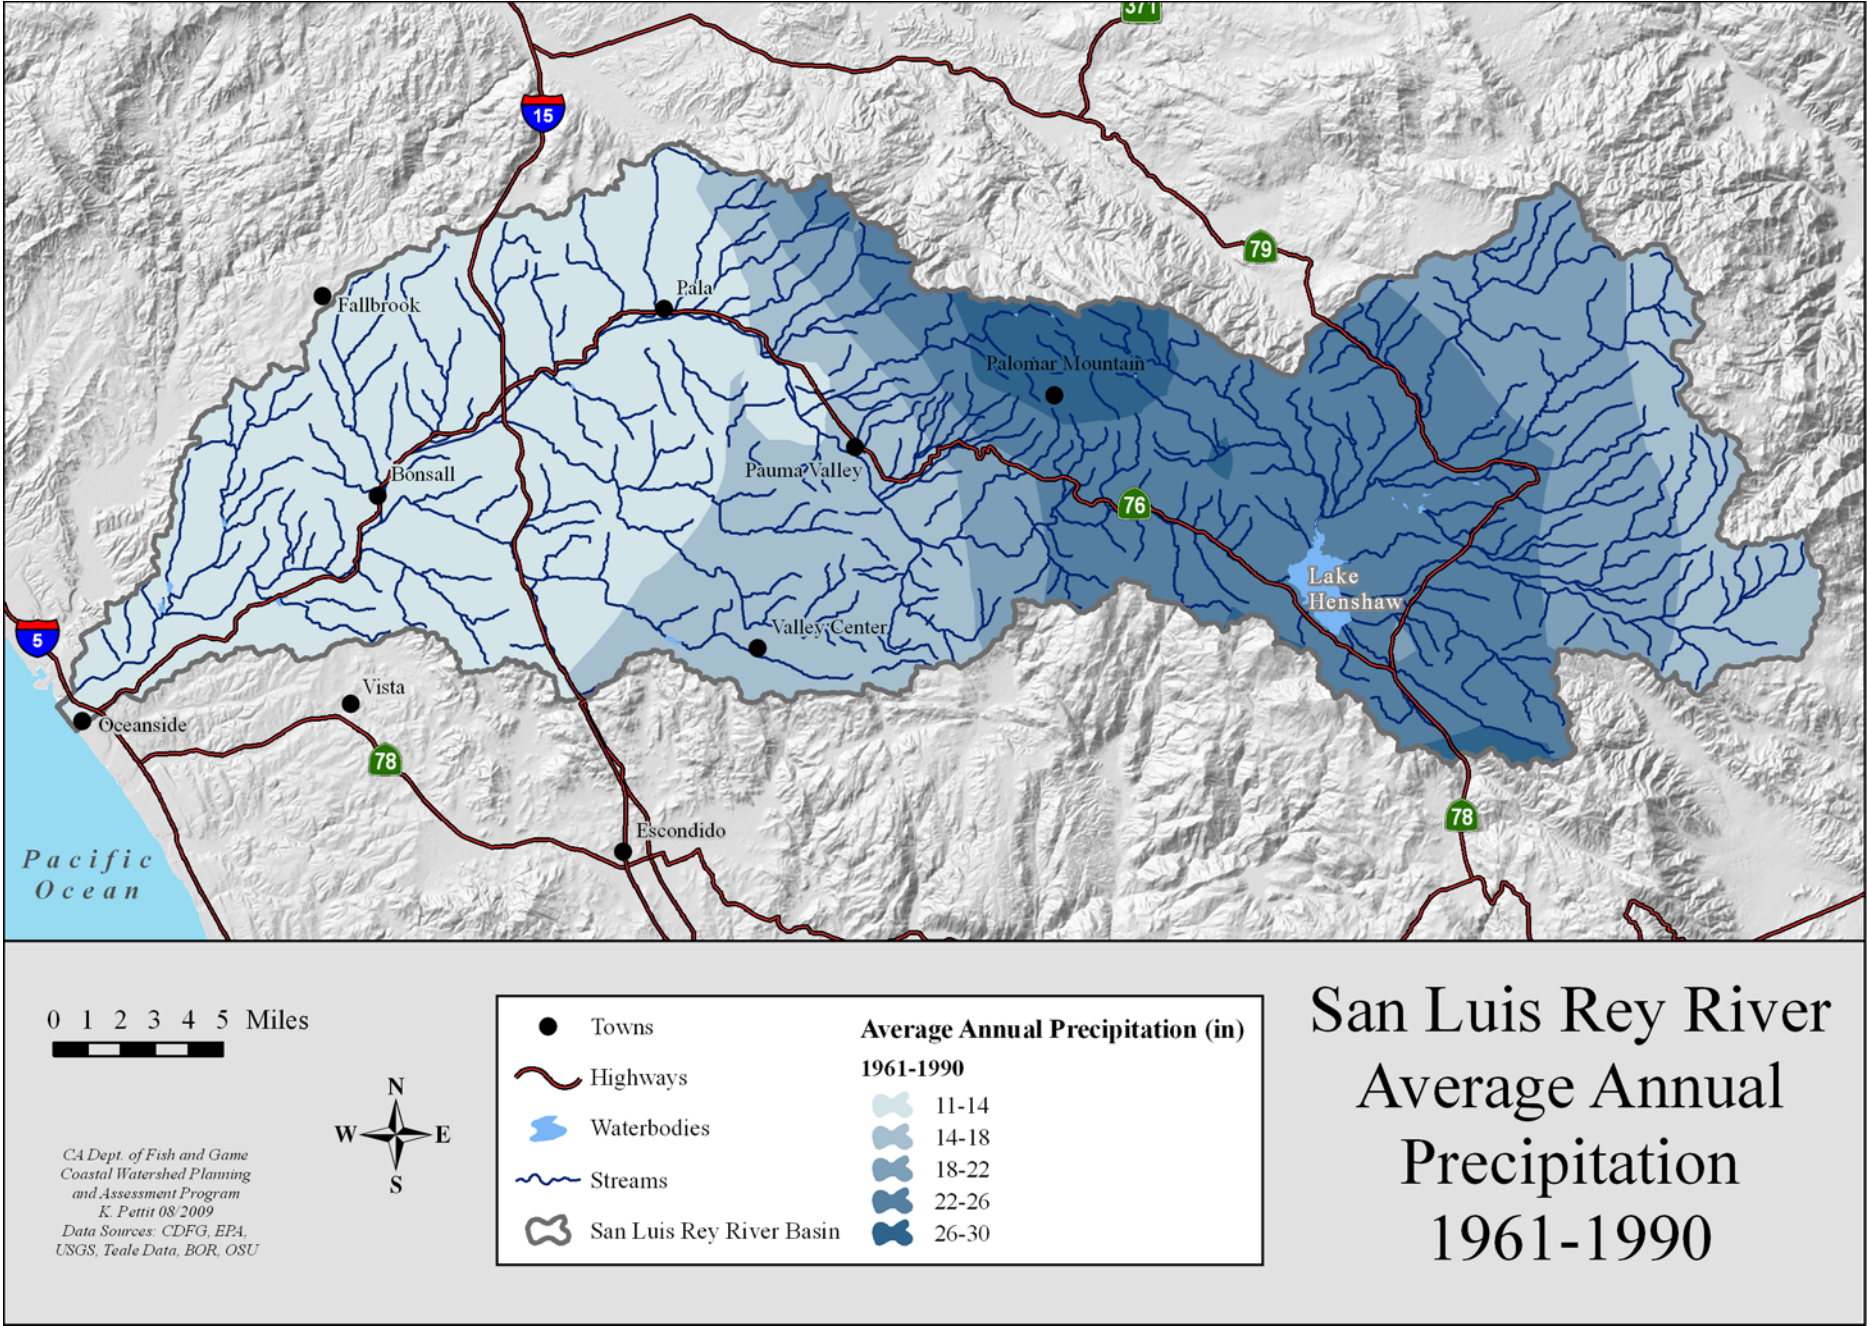 371
15
79
Pala
Fallbrook
Palomar Mountain
Bonsall
Pauma Valley
76
Lake
Henshaw
5
Valley Center
Vista
Oceanside
78
78
Escondido
Pacific
Ocean
0 1 2 3 4 5 Miles
N
W E
S
CA Dept. of Fish and Game
Coastal Watershed Planning
and Assessment Program
K. Pettit 08/2009
Data Sources: CDFG, EPA,
USGS, Teale Data, BOR, OSU
Towns
Highways
Waterbodies
Streams
San Luis Rey River Basin
Average Annual Precipitation (in)
1961-1990
11-14
14-18
18-22
22-26
26-30
San Luis Rey River
Average Annual
Precipitation
1961-1990